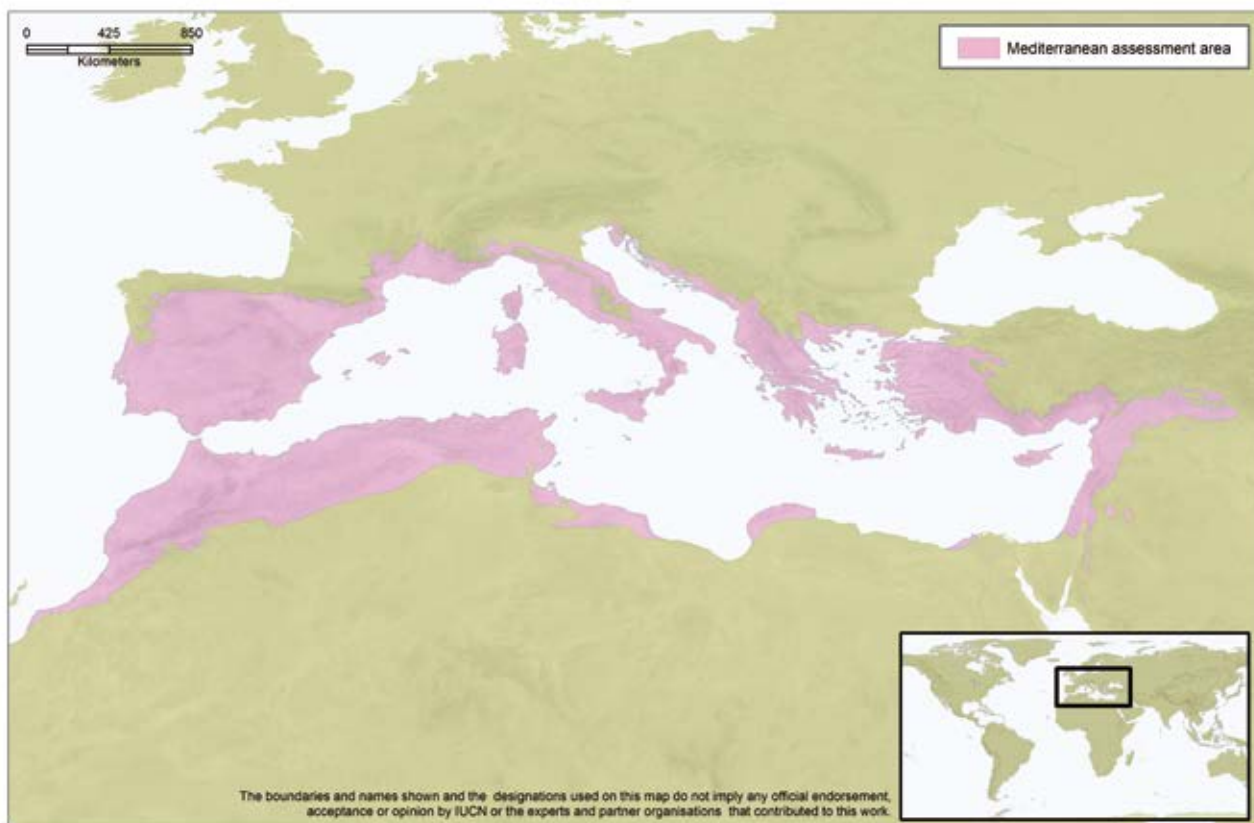 0 425 850
Kilometers
Mediterranean assessment area
The boundaries and names shown and the designations used on this map do not imply any official endorsement,
acceptance or opinion by IUCN or the experts and partner organisations that contributed to this work.